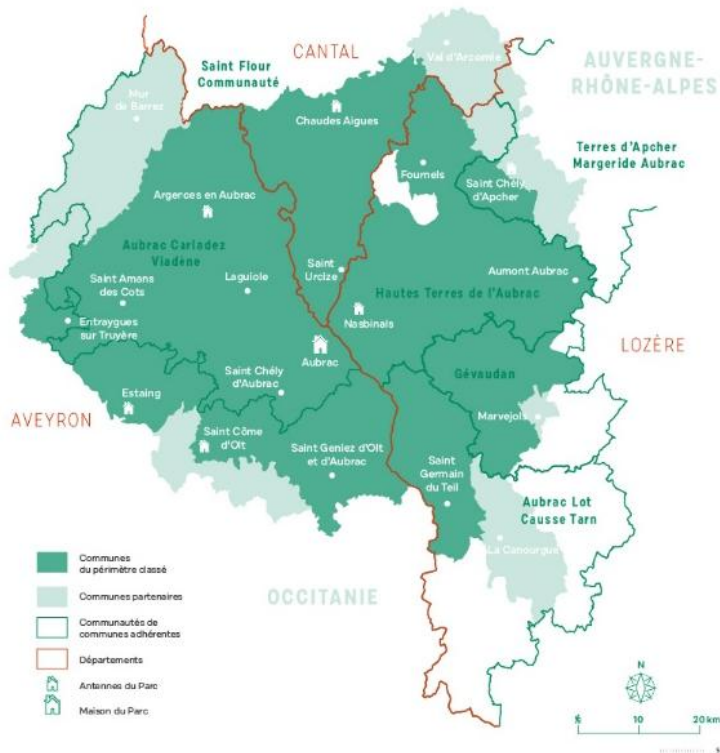 CANTAL
Saint Flour
Communauté
Val d'Arcomie
AUVERGNE-
RHÔNE-ALPES
Mur
de Barrez
Chaudes Aigues
Terres d'Apcher
Margeride Aubrac
Fournels
Saint Chély
d'Apcher
Argences en Aubrac
Aubrac Carladez
Viadène
Saint
Urcize
Aumont Aubrac
Saint Amans
des Cots
Laguiole
Hautes Terres de l'Aubrac
Entraygues
sur Truyère
Nasbinals
LOZÈRE
Aubrac
Gévaudan
Saint Chély
d'Aubrac
Estaing
Marvejols
AVEYRON
Saint Côme
d'Olt
Saint Geniez d'Olt
et d'Aubrac
Saint
Germain
du Teil
Aubrac Lot
Causse Tarn
La Canourgue
OCCITANIE
Communes
du périmètre classé
Communes partenaires
Communautés de
communes adhérentes
Départements
Antennes du Parc
Maison du Parc
N
10
20 km